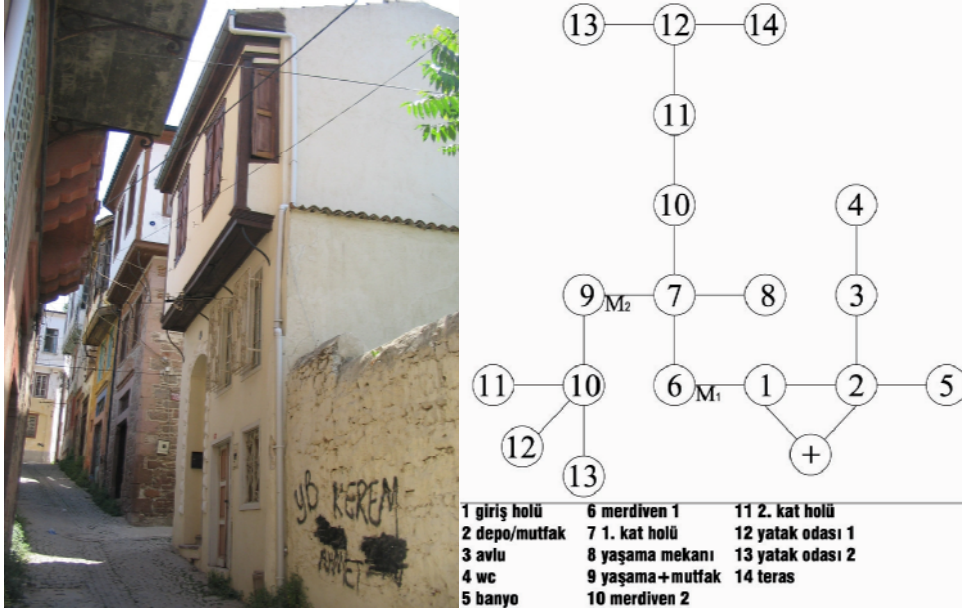 13 12 14
11
10 4
9 M₂ 7 8 3
11 10 6 M₁ 1 2 5
12 +
13
yB KEREM
1 giriş holü 6 merdiven 1 11 2. kat holü
2 depo/mutfak 7 1. kat holü 12 yatak odası 1
3 avlu 8 yaşama mekanı 13 yatak odası 2
4 wc 9 yaşama+mutfak 14 teras
5 banyo 10 merdiven 2